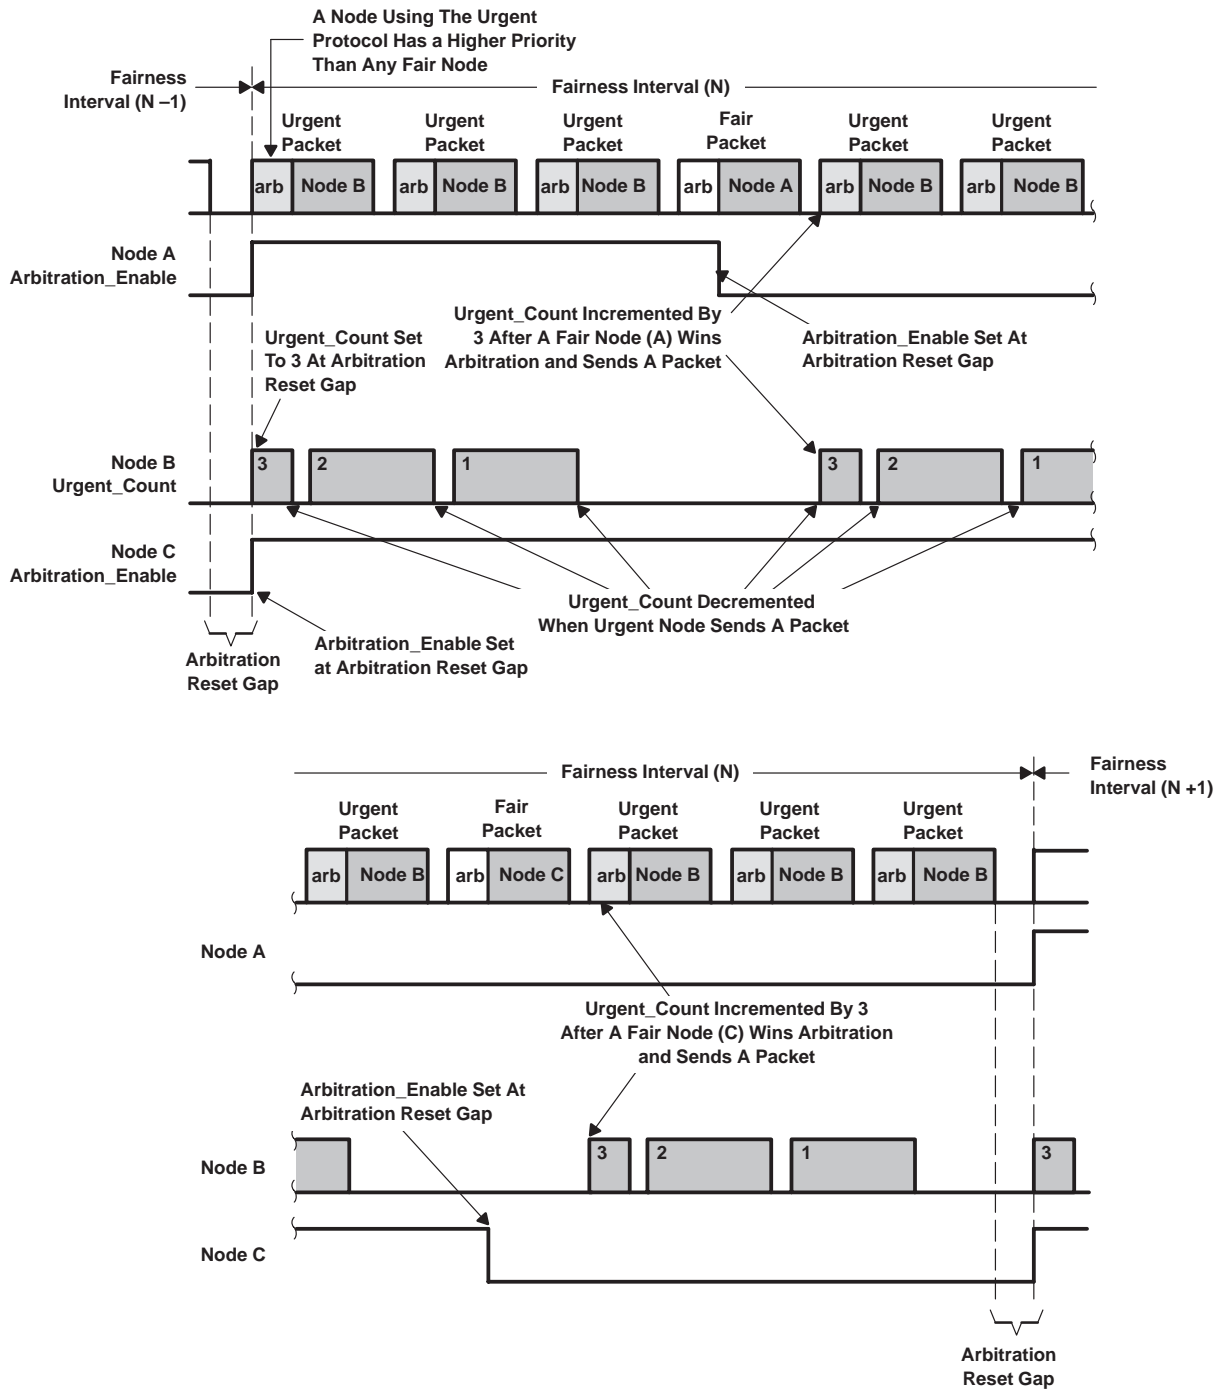 A Node Using The Urgent
Protocol Has a Higher Priority
Than Any Fair Node
Fairness
Interval (N –1)
Fairness Interval (N)
Urgent
Packet
Urgent
Packet
Urgent
Packet
Fair
Packet
Urgent
Packet
Urgent
Packet
arb Node B arb Node B arb Node B arb Node A arb Node B arb Node B
Node A
Arbitration_Enable
Urgent_Count Incremented By
3 After A Fair Node (A) Wins
Arbitration and Sends A Packet
Arbitration_Enable Set At
Arbitration Reset Gap
Urgent_Count Set
To 3 At Arbitration
Reset Gap
Node B
Urgent_Count
3 2 1 3 2 1
Node C
Arbitration_Enable
Urgent_Count Decremented
When Urgent Node Sends A Packet
Arbitration_Enable Set
at Arbitration Reset Gap
Arbitration
Reset Gap
Fairness Interval (N)
Fairness
Interval (N +1)
Urgent
Packet
Fair
Packet
Urgent
Packet
Urgent
Packet
Urgent
Packet
arb Node B arb Node C arb Node B arb Node B arb Node B
Node A
Urgent_Count Incremented By 3
After A Fair Node (C) Wins Arbitration
and Sends A Packet
Arbitration_Enable Set At
Arbitration Reset Gap
Node B
3 2 1 3
Node C
Arbitration
Reset Gap